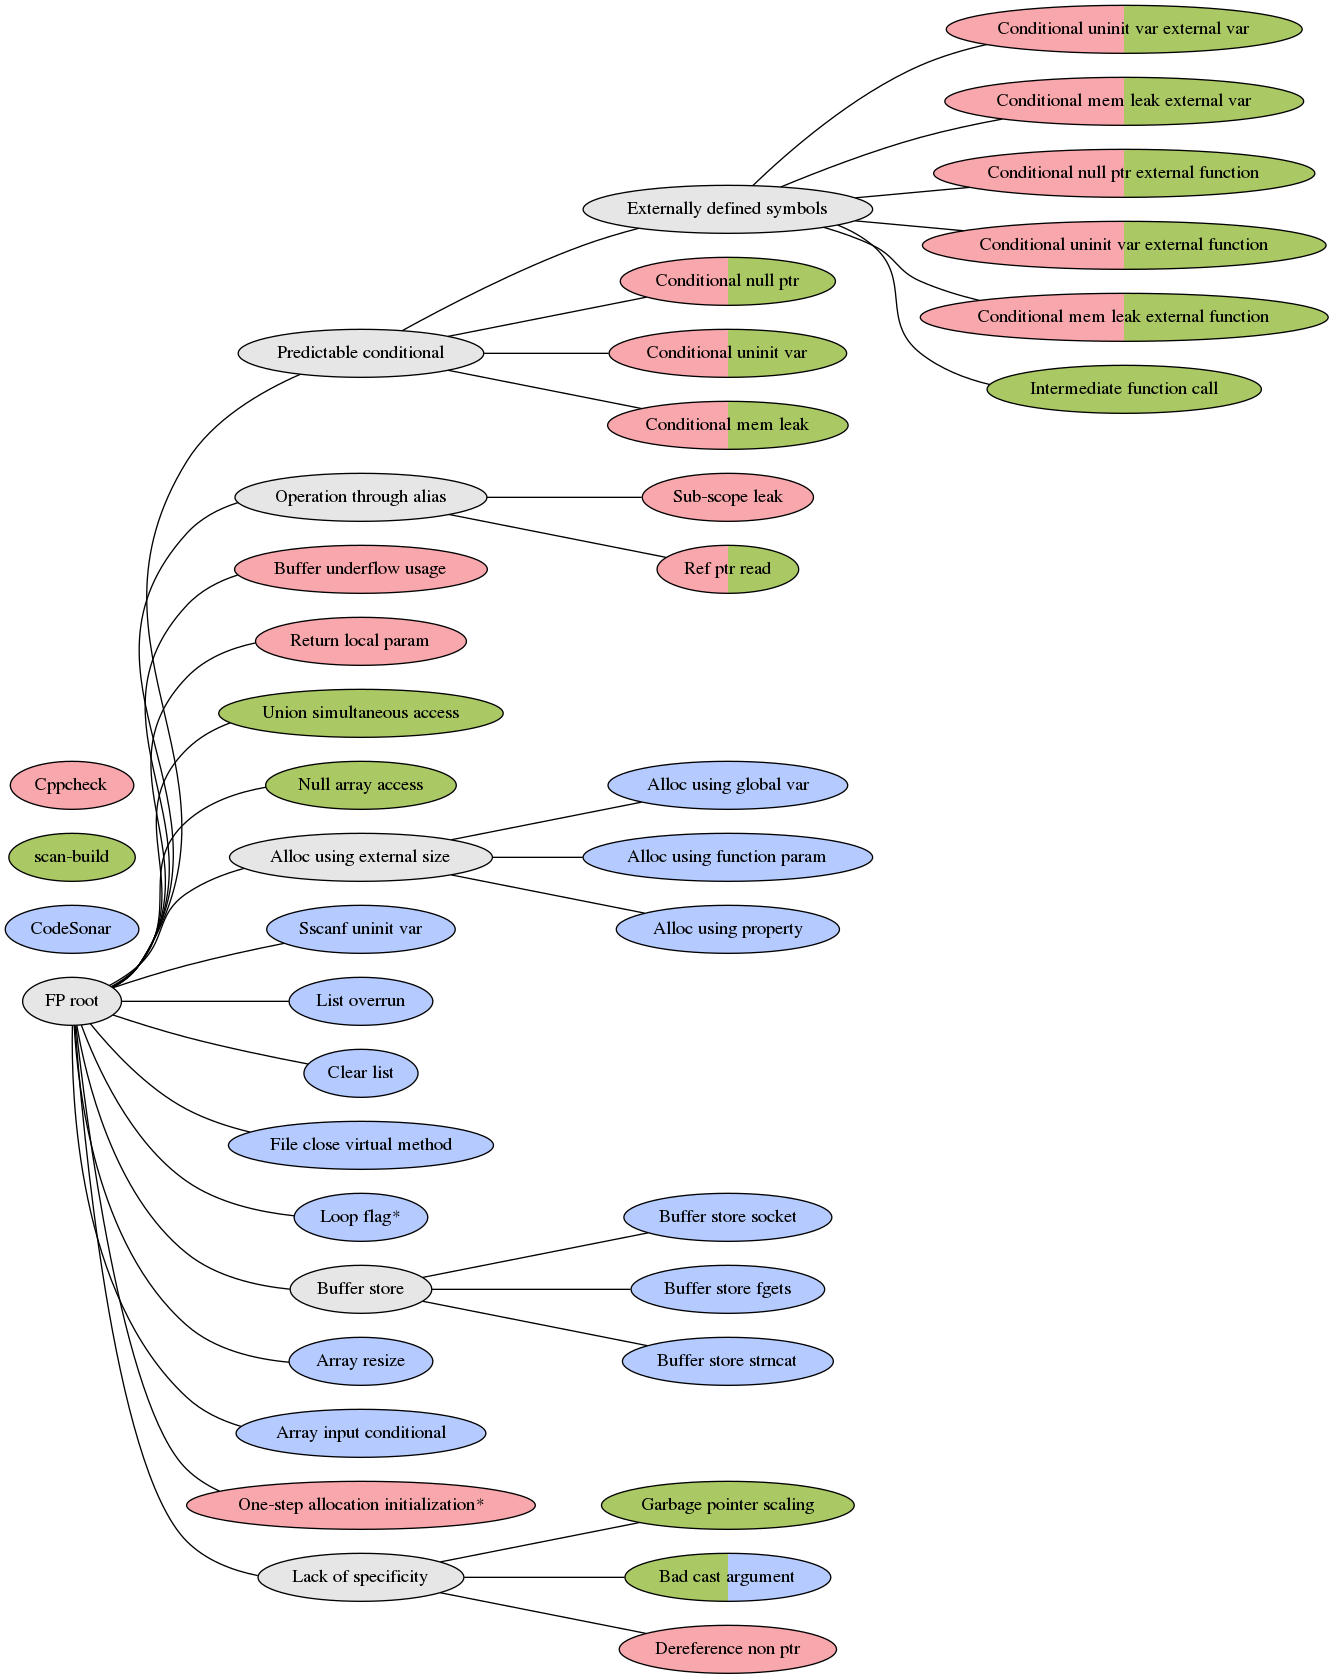 Conditional uninit var external var
Conditional mem leak external var
Conditional null ptr external function
Externally defined symbols
Conditional uninit var external function
Conditional null ptr
Conditional mem leak external function
Predictable conditional
Conditional uninit var
Intermediate function call
Conditional mem leak
Operation through alias
Sub-scope leak
Buffer underflow usage
Ref ptr read
Return local param
Union simultaneous access
Cppcheck
Null array access
Alloc using global var
scan-build
Alloc using external size
Alloc using function param
CodeSonar
Sscanf uninit var
Alloc using property
FP root
List overrun
Clear list
File close virtual method
Loop flag*
Buffer store socket
Buffer store
Buffer store fgets
Array resize
Buffer store strncat
Array input conditional
One-step allocation initialization*
Garbage pointer scaling
Lack of specificity
Bad cast argument
Dereference non ptr